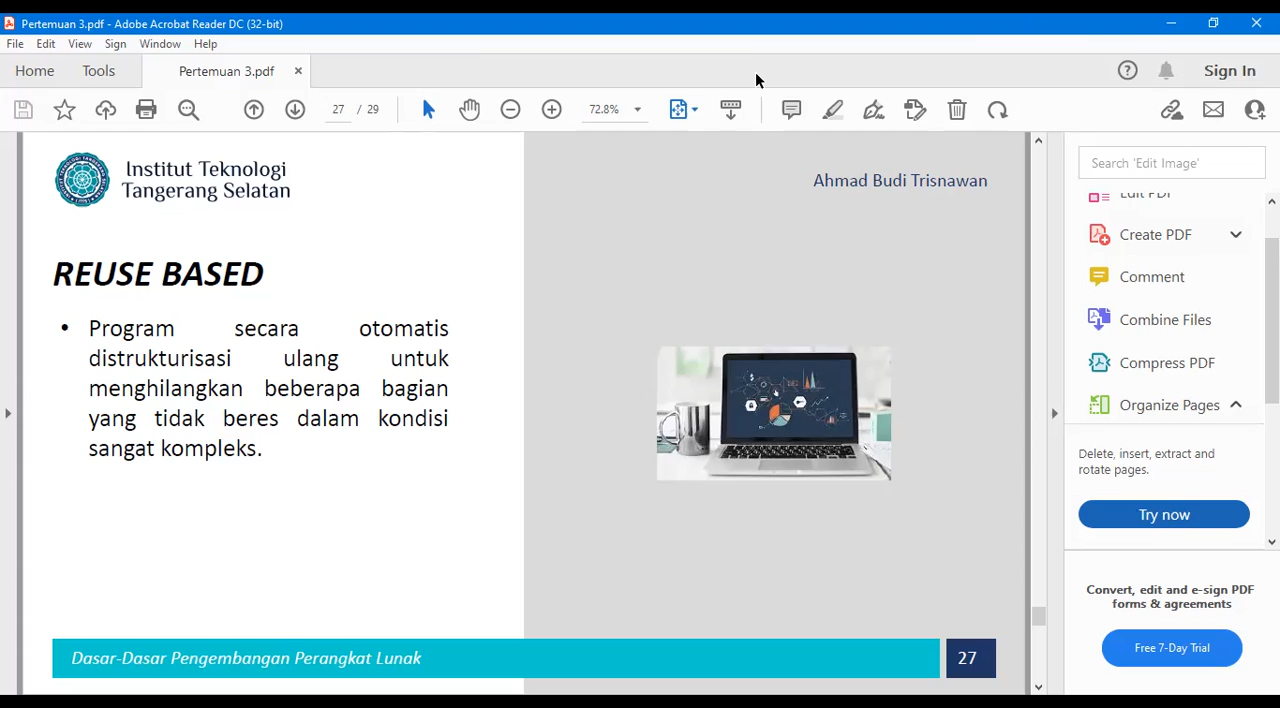 Pertemuan 3.pdf - Adobe Acrobat Reader DC (32-bit)
File Edit View Sign Window Help
Home Tools Pertemuan 3.pdf × Sign In
27 / 29 72.8%
Institut Teknologi
Tangerang Selatan
Ahmad Budi Trisnawan
REUSE BASED
• Program secara otomatis
distrukturisasi ulang untuk
menghilangkan beberapa bagian
yang tidak beres dalam kondisi
sangat kompleks.
Dasar-Dasar Pengembangan Perangkat Lunak 27
Search 'Edit Image'
Edit PDF
Create PDF
Comment
Combine Files
Compress PDF
Organize Pages
Delete, insert, extract and
rotate pages.
Try now
Convert, edit and e-sign PDF
forms & agreements
Free 7-Day Trial